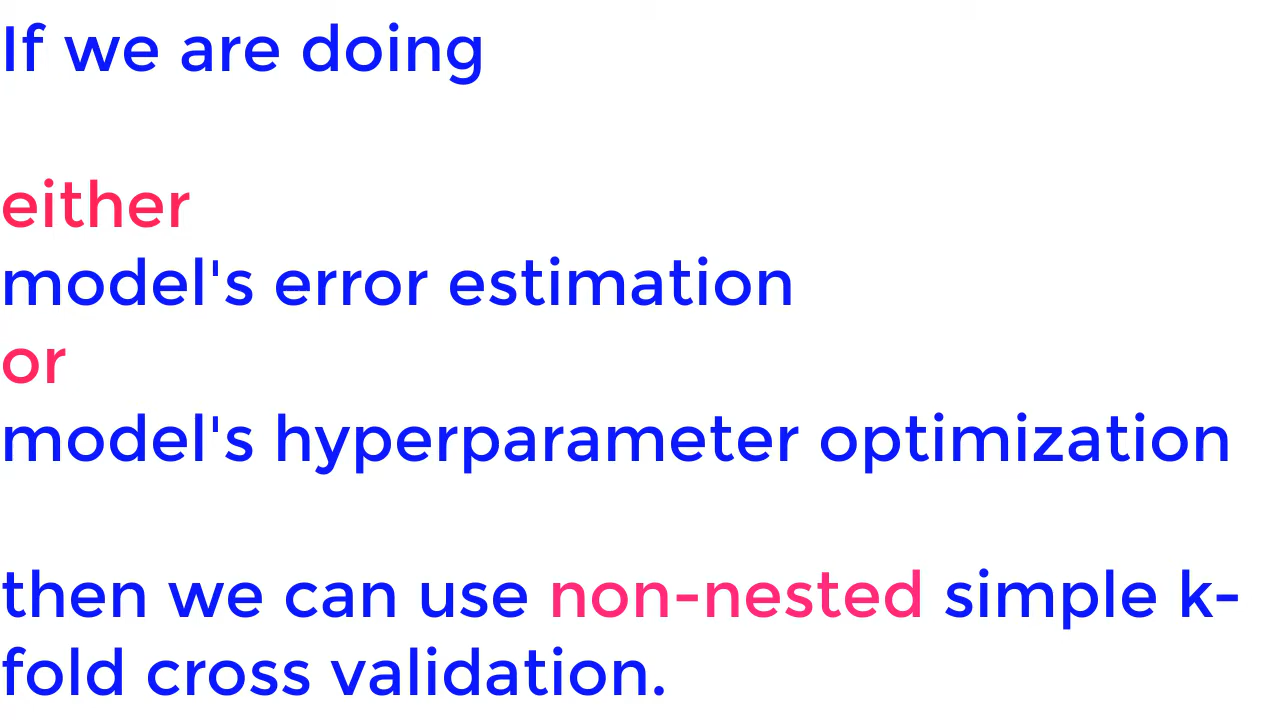 If we are doing
either
model's error estimation
or
model's hyperparameter optimization
then we can use non-nested simple k-
fold cross validation.